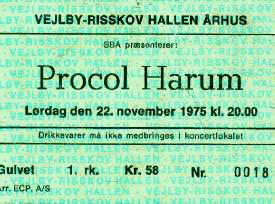 VEJLBY-RISSKOV HALLEN ÅRHUS
SBA præsenterer:
Procol Harum
Lørdag den 22. november 1975 kl. 20.00
Drikkevarer må ikke medbringes i koncertlokalet
Gulvet 1. rk. Kr. 58 Nr. 0018
Arr. ECP, A/S